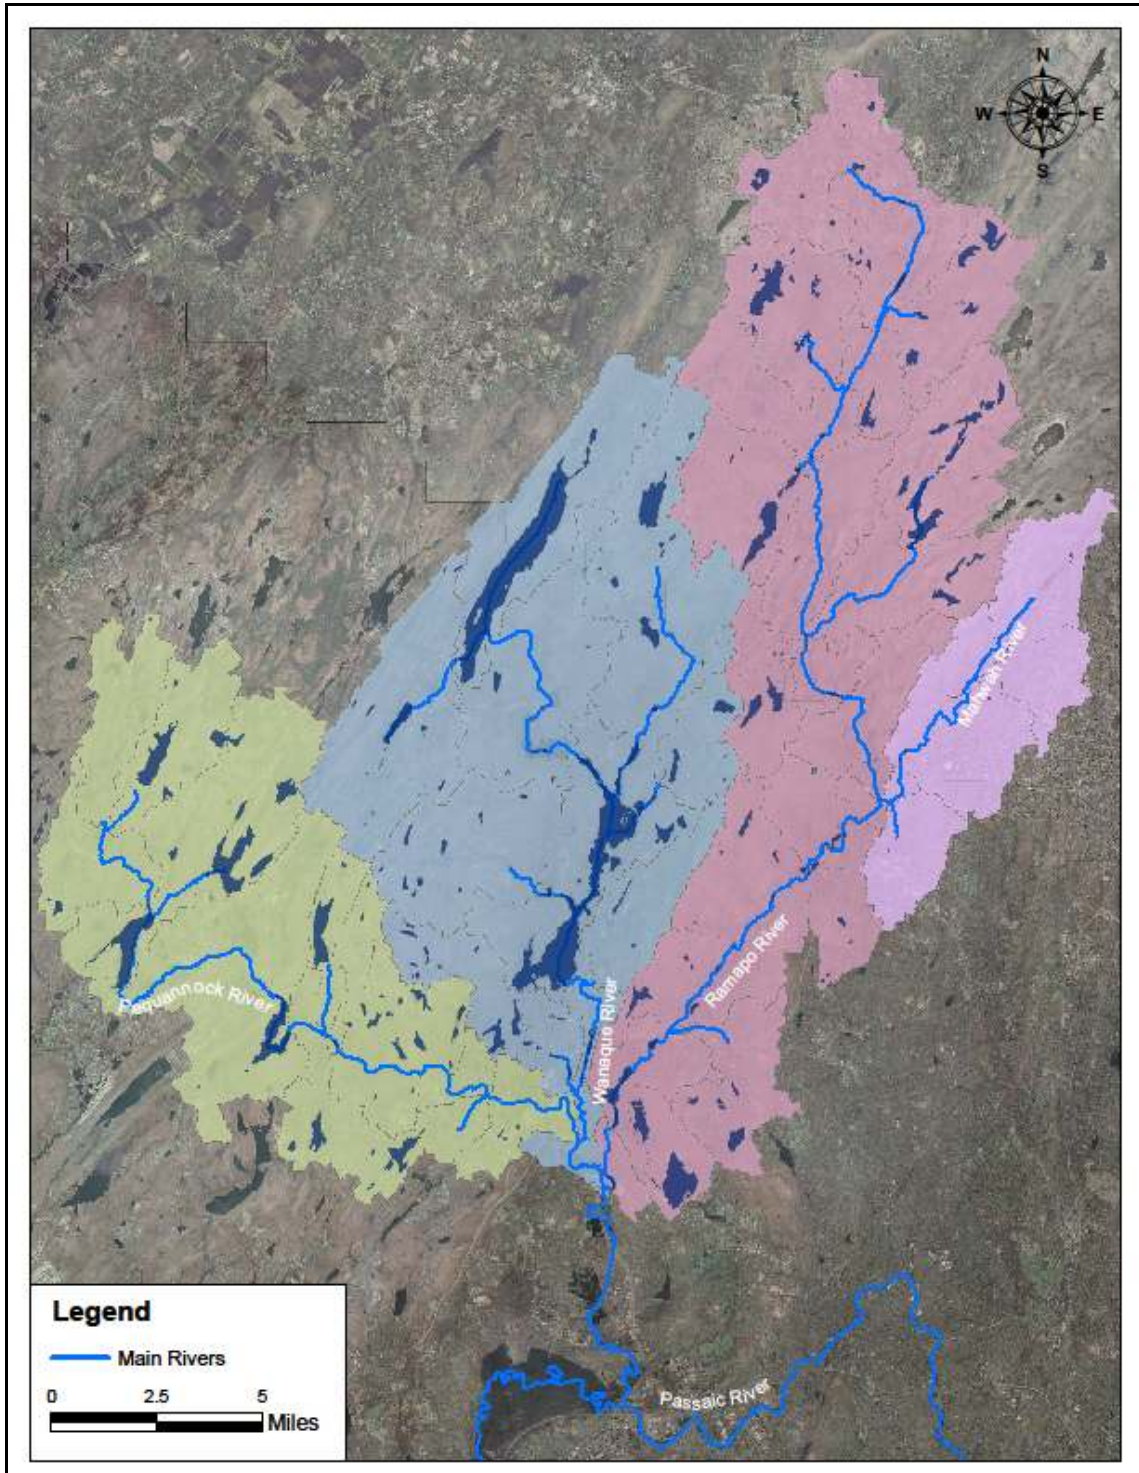 N
W E
S
Mahwah River
Ramapo River
Pequannock River
Wanaque River
Passaic River
Legend
Main Rivers
0 2.5 5
Miles